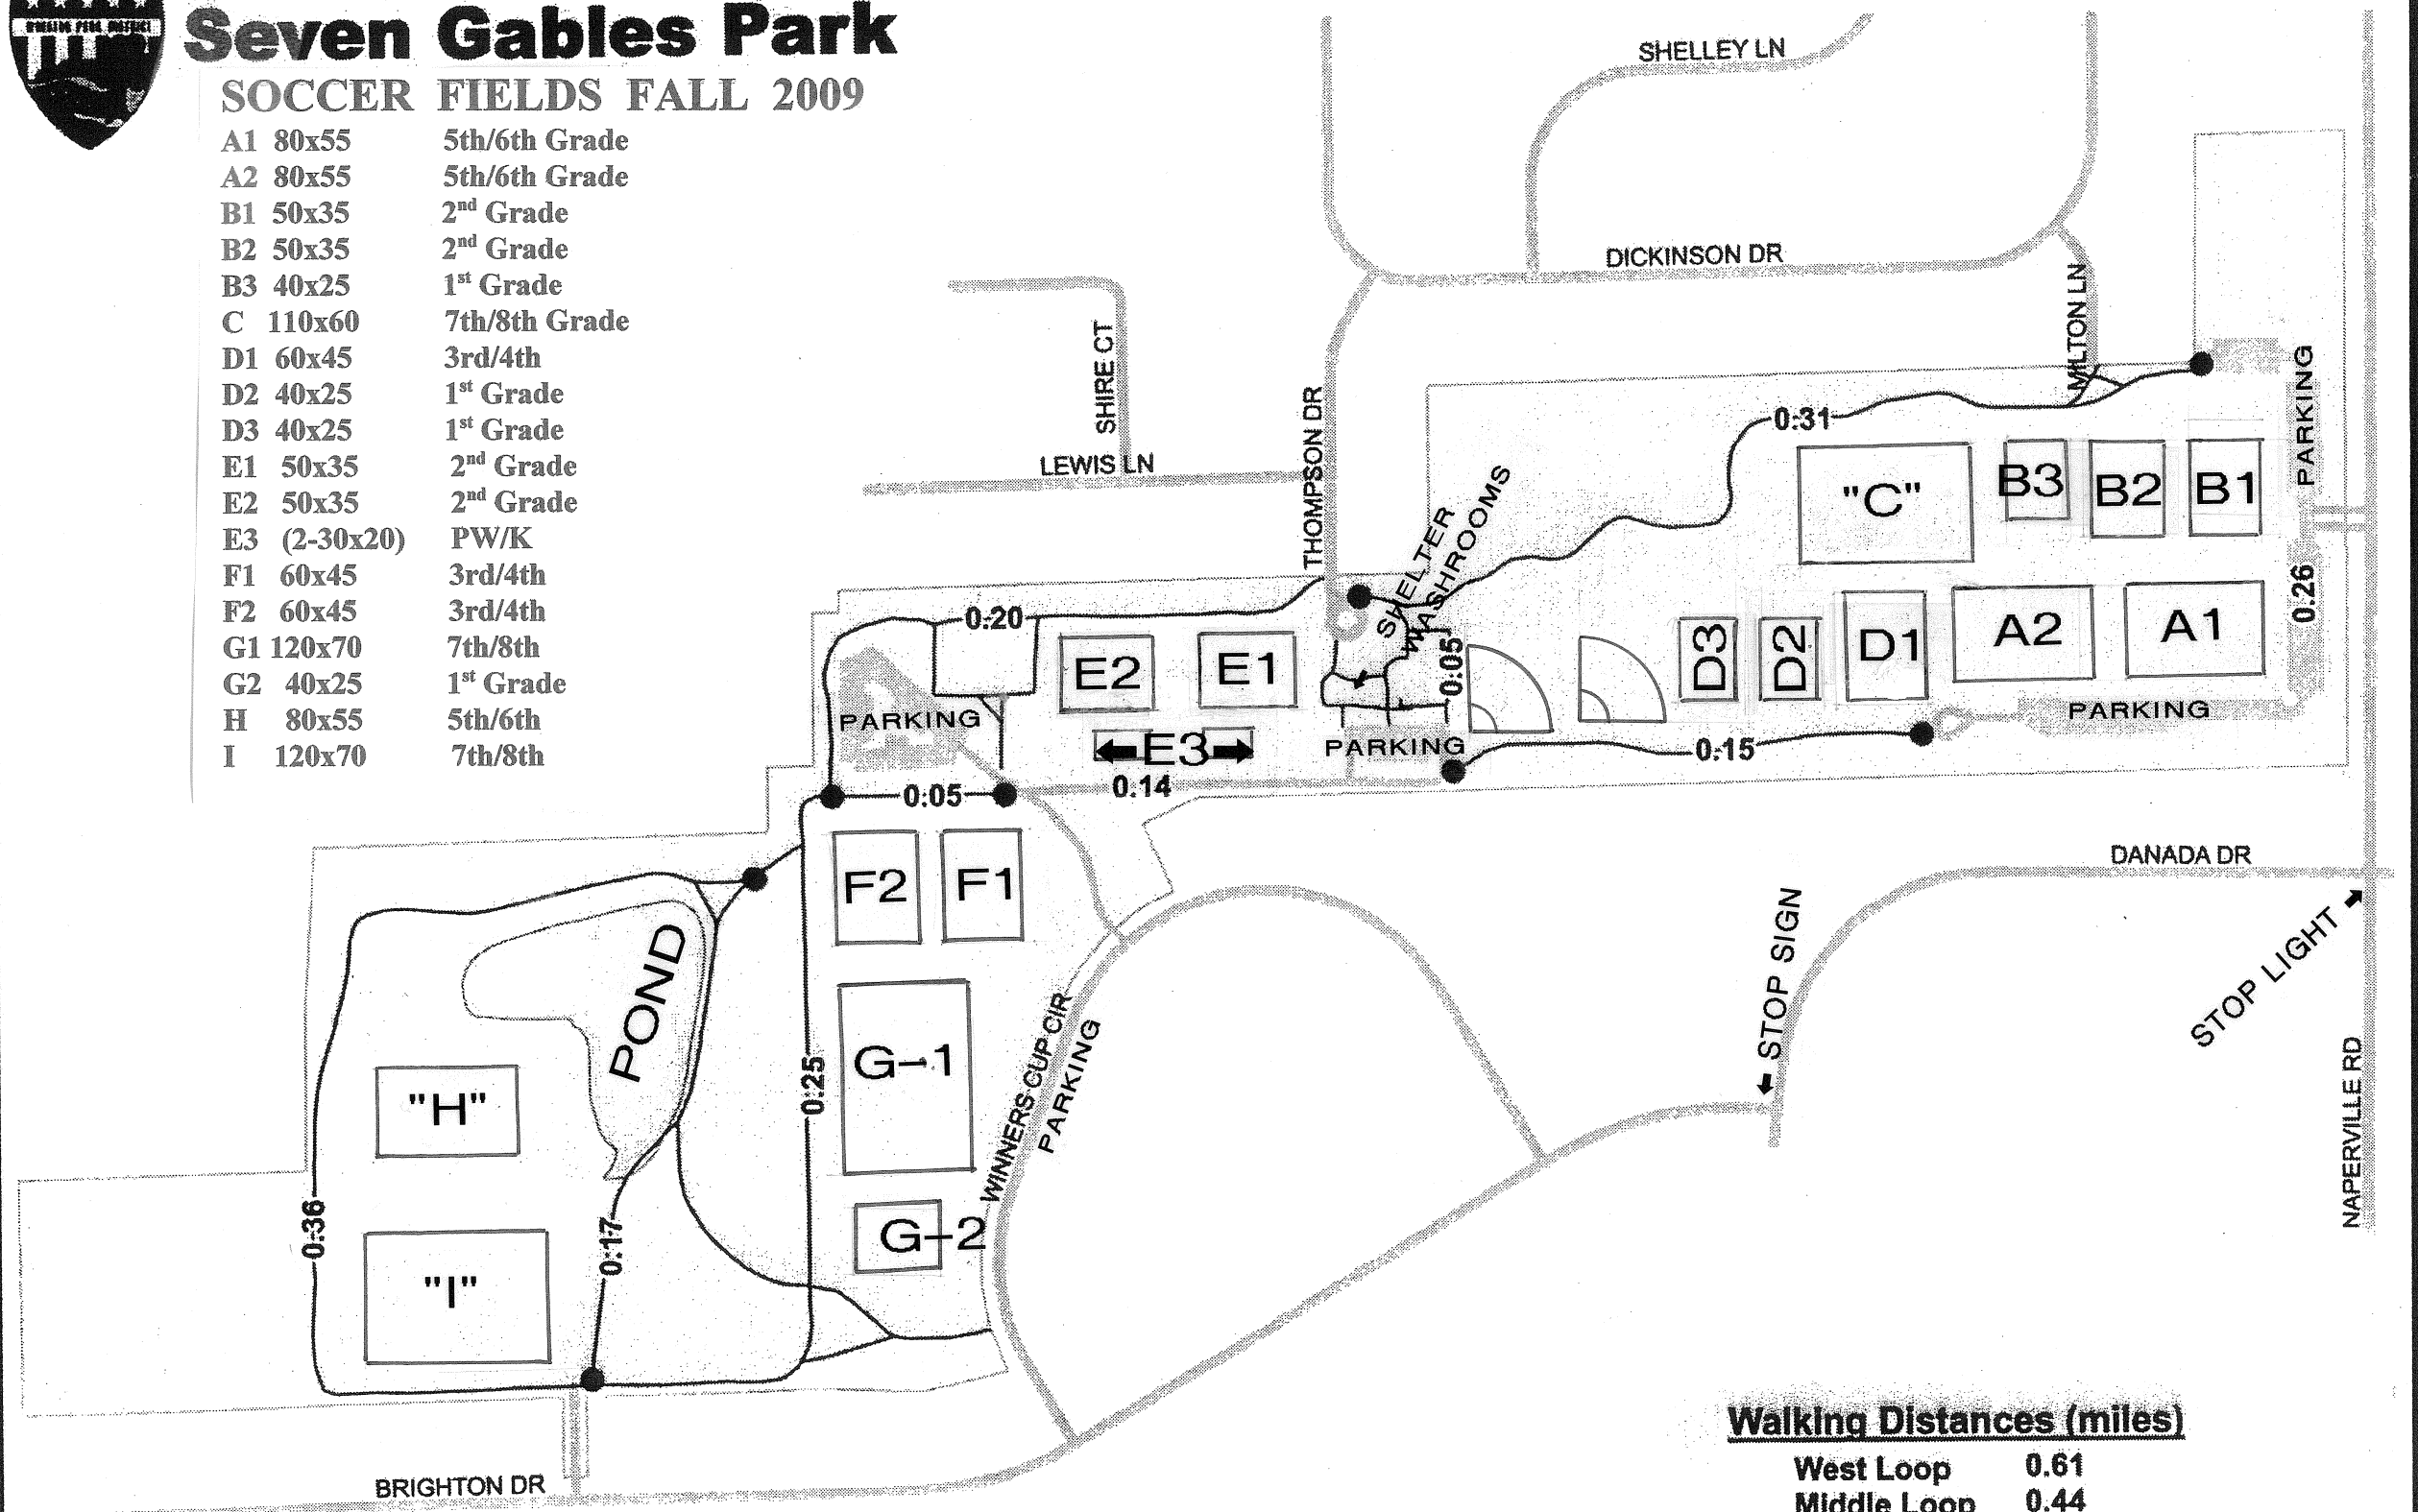 WHEATON PARK DISTRICT
Seven Gables Park
SOCCER FIELDS FALL 2009
A1 80x55 5th/6th Grade
A2 80x55 5th/6th Grade
B1 50x35 2nd Grade
B2 50x35 2nd Grade
B3 40x25 1st Grade
C 110x60 7th/8th Grade
D1 60x45 3rd/4th
D2 40x25 1st Grade
D3 40x25 1st Grade
E1 50x35 2nd Grade
E2 50x35 2nd Grade
E3 (2-30x20) PW/K
F1 60x45 3rd/4th
F2 60x45 3rd/4th
G1 120x70 7th/8th
G2 40x25 1st Grade
H 80x55 5th/6th
I 120x70 7th/8th
SHELLEY LN
DICKINSON DR
MILTON LN
SHIRE CT
LEWIS LN
THOMPSON DR
SHELTER
WASHROOMS
0.31
PARKING
"C"
B3
B2
B1
0.26
0.20
E2
E1
0.05
D3
D2
D1
A2
A1
PARKING
PARKING
E3
PARKING
0.15
0.05
0.14
F2
F1
DANADA DR
POND
STOP SIGN
STOP LIGHT
G-1
0.25
WINNERS CUP CIR
PARKING
"H"
NAPERVILLE RD
0.36
0.17
G-2
"I"
BRIGHTON DR
Walking Distances (miles)
West Loop 0.61
Middle Loop 0.44